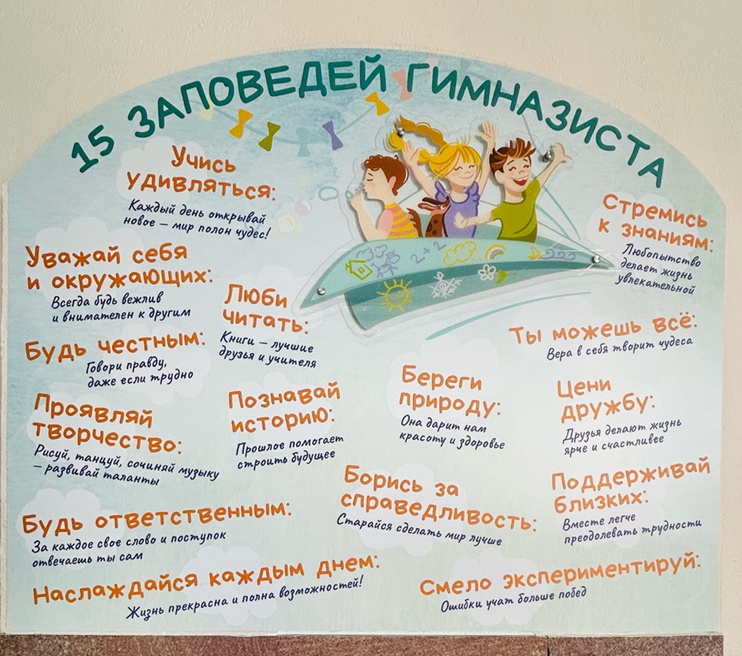 15 ЗАПОВЕДЕЙ ГИМНАЗИСТА
Учись
удивляться:
Каждый день открывай
новое – мир полон чудес!
Стремись
к знаниям:
Любопытство
делает жизнь
увлекательной
Уважай себя
и окружающих:
Всегда будь вежлив
и внимателен к другим
Люби
читать:
Книги – лучшие
друзья и учителя
Ты можешь всё:
Вера в себя творит чудеса
Будь честным:
Говори правду,
даже если трудно
Береги
природу:
Она дарит нам
красоту и здоровье
Цени
дружбу:
Друзья делают жизнь
ярче и счастливее
Проявляй
творчество:
Рисуй, танцуй, сочиняй музыку
– развивай таланты
Познавай
историю:
Прошлое помогает
строить будущее
Борись за
справедливость:
Старайся сделать мир лучше
Поддерживай
близких:
Вместе легче
преодолевать трудности
Будь ответственным:
За каждое свое слово и поступок
отвечаешь ты сам
Наслаждайся каждым днем:
Жизнь прекрасна и полна возможностей!
Смело экспериментируй:
Ошибки учат больше побед
2+2